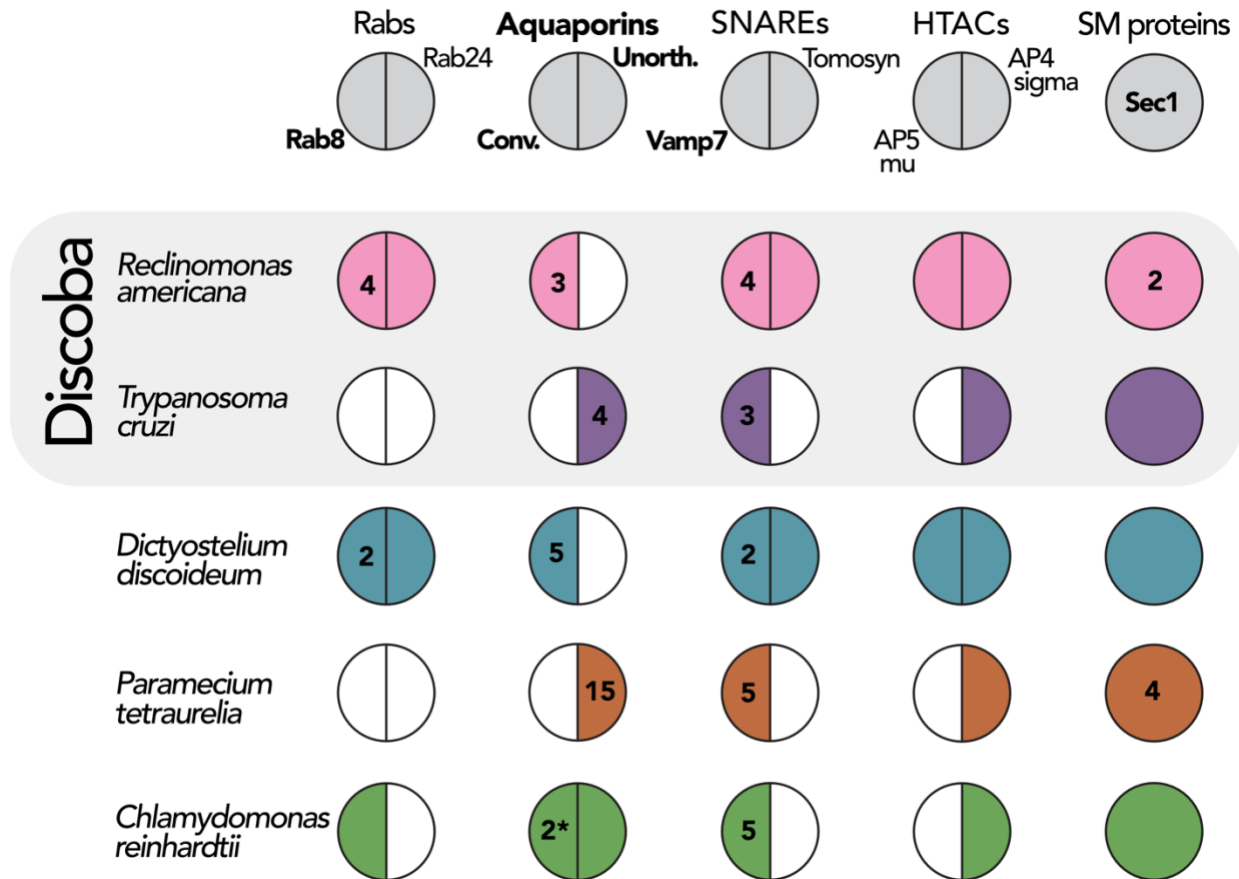 Rabs Aquaporins SNAREs HTACs SM proteins
Rab24 Unorth. Tomosyn AP4
sigma
Sec1
Rab8 Conv. Vamp7 AP5
mu
Discoba
Reclinomonas
americana
4 3 4 2
Trypanosoma
cruzi
4 3
Dictyostelium
discoideum
2 5 2
Paramecium
tetraurelia
15 5 4
Chlamydomonas
reinhardtii
2* 5